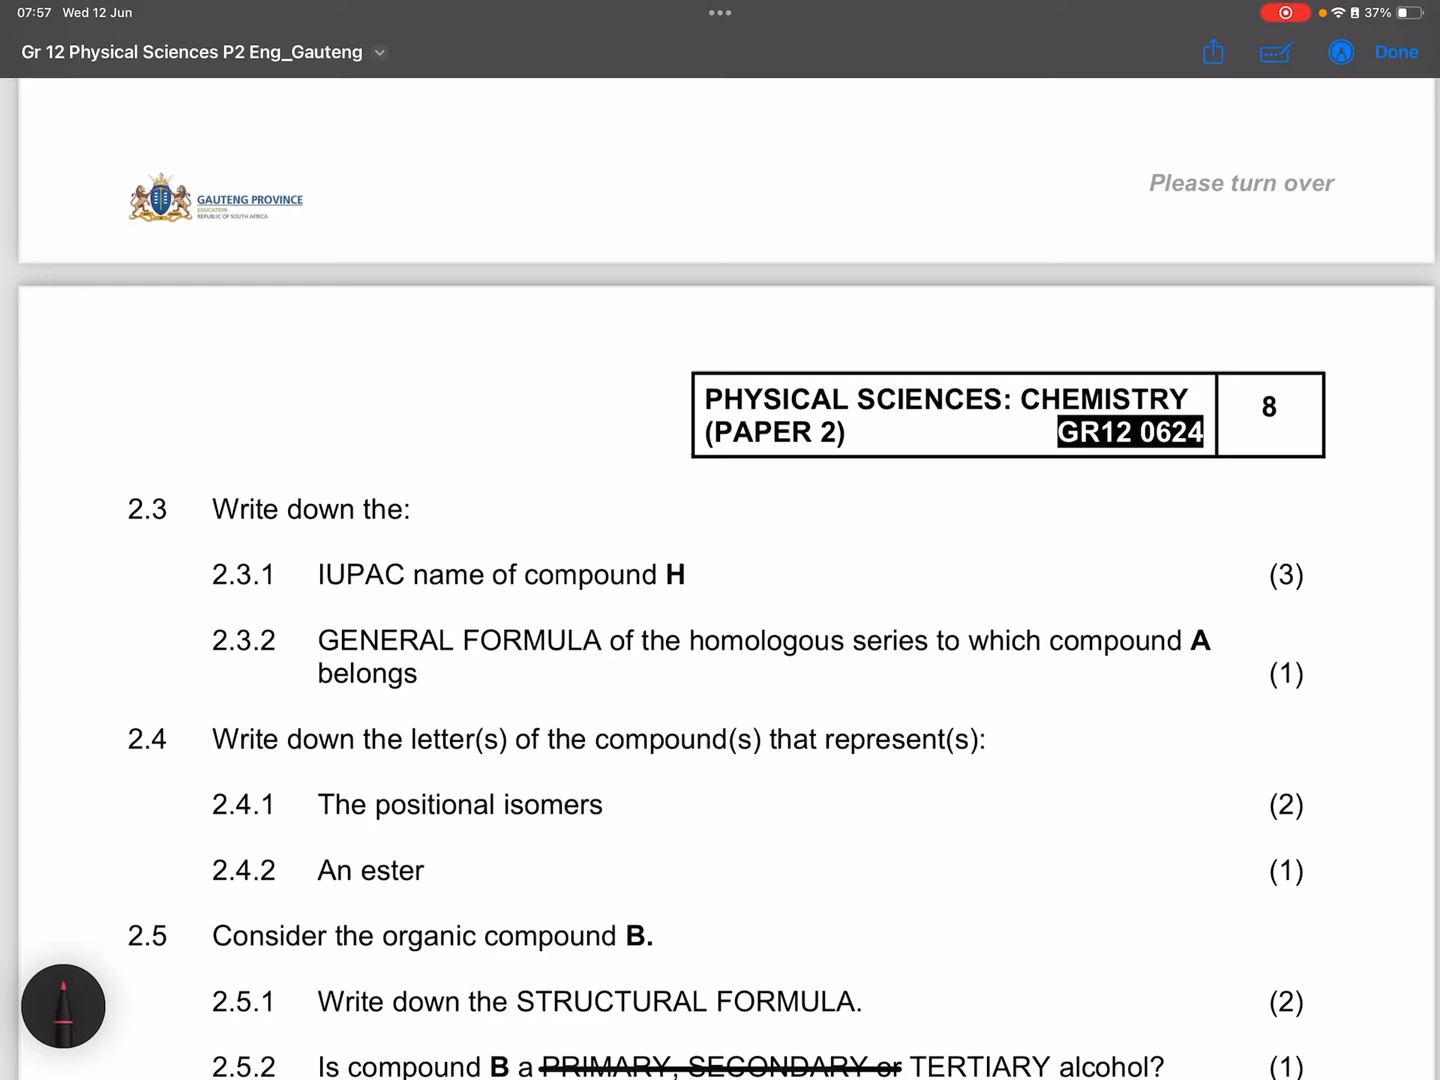 07:57 Wed 12 Jun
37%
Gr 12 Physical Sciences P2 Eng_Gauteng
Done
GAUTENG PROVINCE
EDUCATION
REPUBLIC OF SOUTH AFRICA
Please turn over
PHYSICAL SCIENCES: CHEMISTRY
(PAPER 2) GR12 0624
8
2.3 Write down the:
2.3.1 IUPAC name of compound H (3)
2.3.2 GENERAL FORMULA of the homologous series to which compound A
belongs (1)
2.4 Write down the letter(s) of the compound(s) that represent(s):
2.4.1 The positional isomers (2)
2.4.2 An ester (1)
2.5 Consider the organic compound B.
2.5.1 Write down the STRUCTURAL FORMULA. (2)
2.5.2 Is compound B a PRIMARY, SECONDARY or TERTIARY alcohol? (1)